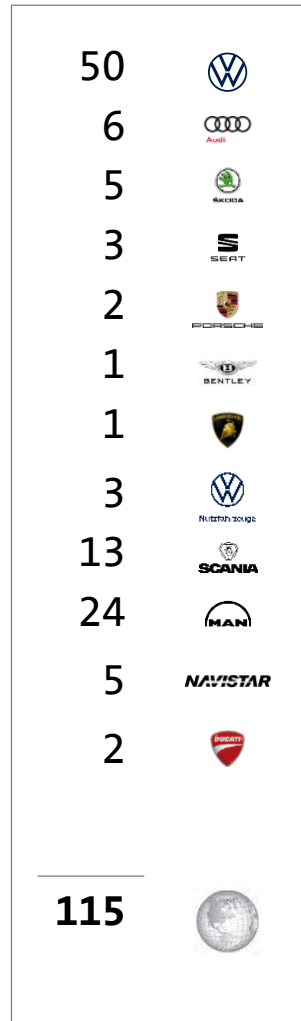 50
6
Audi
5
ŠKODA
3
SEAT
2
PORSCHE
1
BENTLEY
1
3
Nutzfahrzeuge
13
SCANIA
24
MAN
5
NAVISTAR
2
DUCATI
115